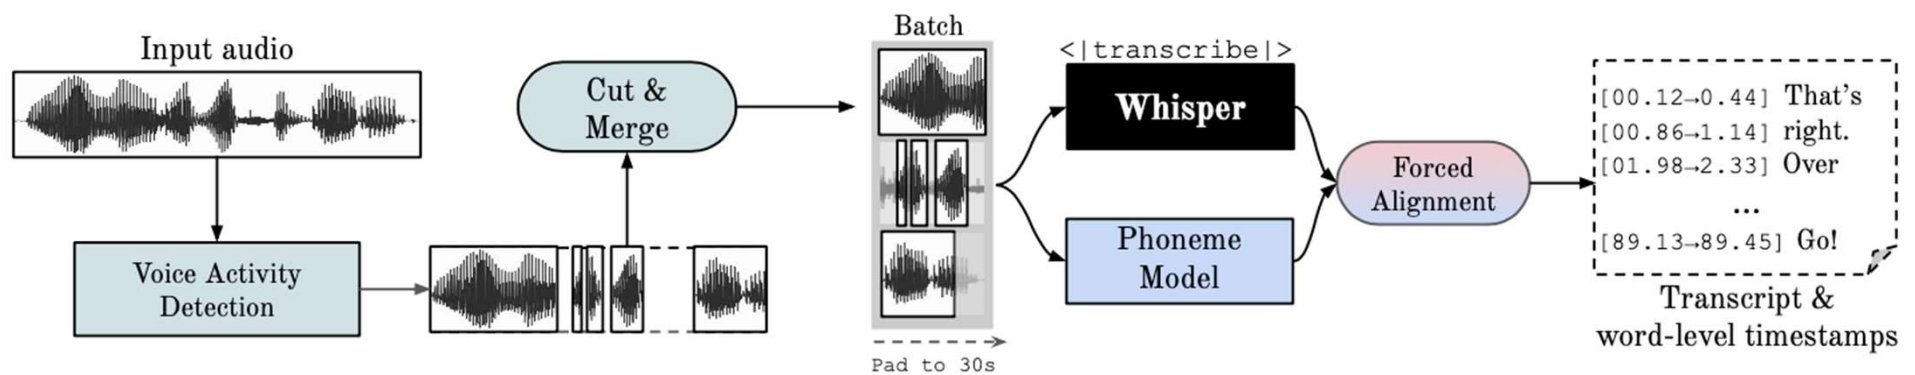 Input audio
Voice Activity
Detection
Cut &
Merge
Batch
Pad to 30s
<|transcribe|>
Whisper
Phoneme
Model
Forced
Alignment
[00.12→0.44] That's
[00.86→1.14] right.
[01.98→2.33] Over
...
[89.13→89.45] Go!
Transcript &
word-level timestamps